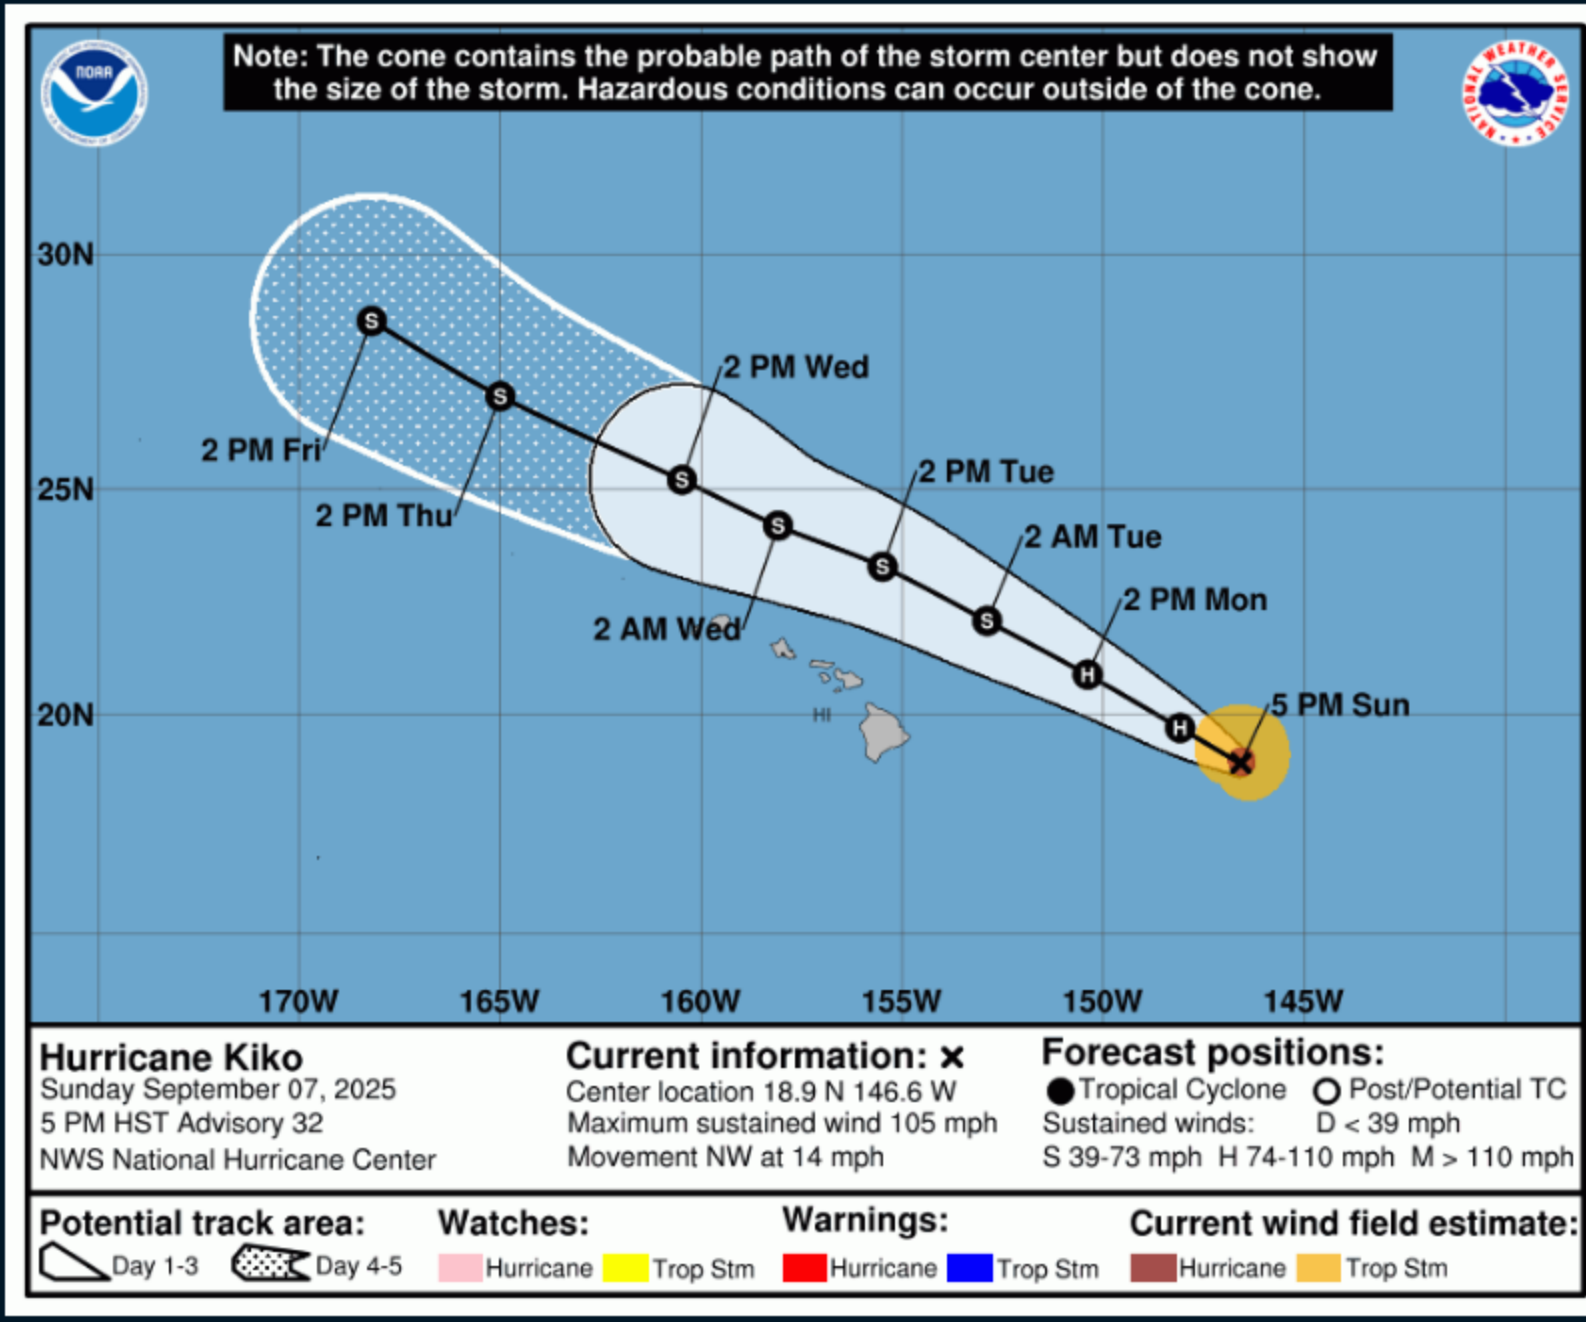 Note: The cone contains the probable path of the storm center but does not show
the size of the storm. Hazardous conditions can occur outside of the cone.
NOAA
NATIONAL WEATHER SERVICE
30N
2 PM Wed
2 PM Fri
2 PM Tue
25N
2 PM Thu
2 AM Tue
2 PM Mon
2 AM Wed
5 PM Sun
20N
HI
S
S
S
S
S
S
H
H
170W 165W 160W 155W 150W 145W
Hurricane Kiko
Sunday September 07, 2025
5 PM HST Advisory 32
NWS National Hurricane Center
Current information: ×
Center location 18.9 N 146.6 W
Maximum sustained wind 105 mph
Movement NW at 14 mph
Forecast positions:
Tropical Cyclone Post/Potential TC
Sustained winds: D < 39 mph
S 39-73 mph H 74-110 mph M > 110 mph
Potential track area:
Day 1-3 Day 4-5
Watches:
Hurricane Trop Stm
Warnings:
Hurricane Trop Stm
Current wind field estimate:
Hurricane Trop Stm